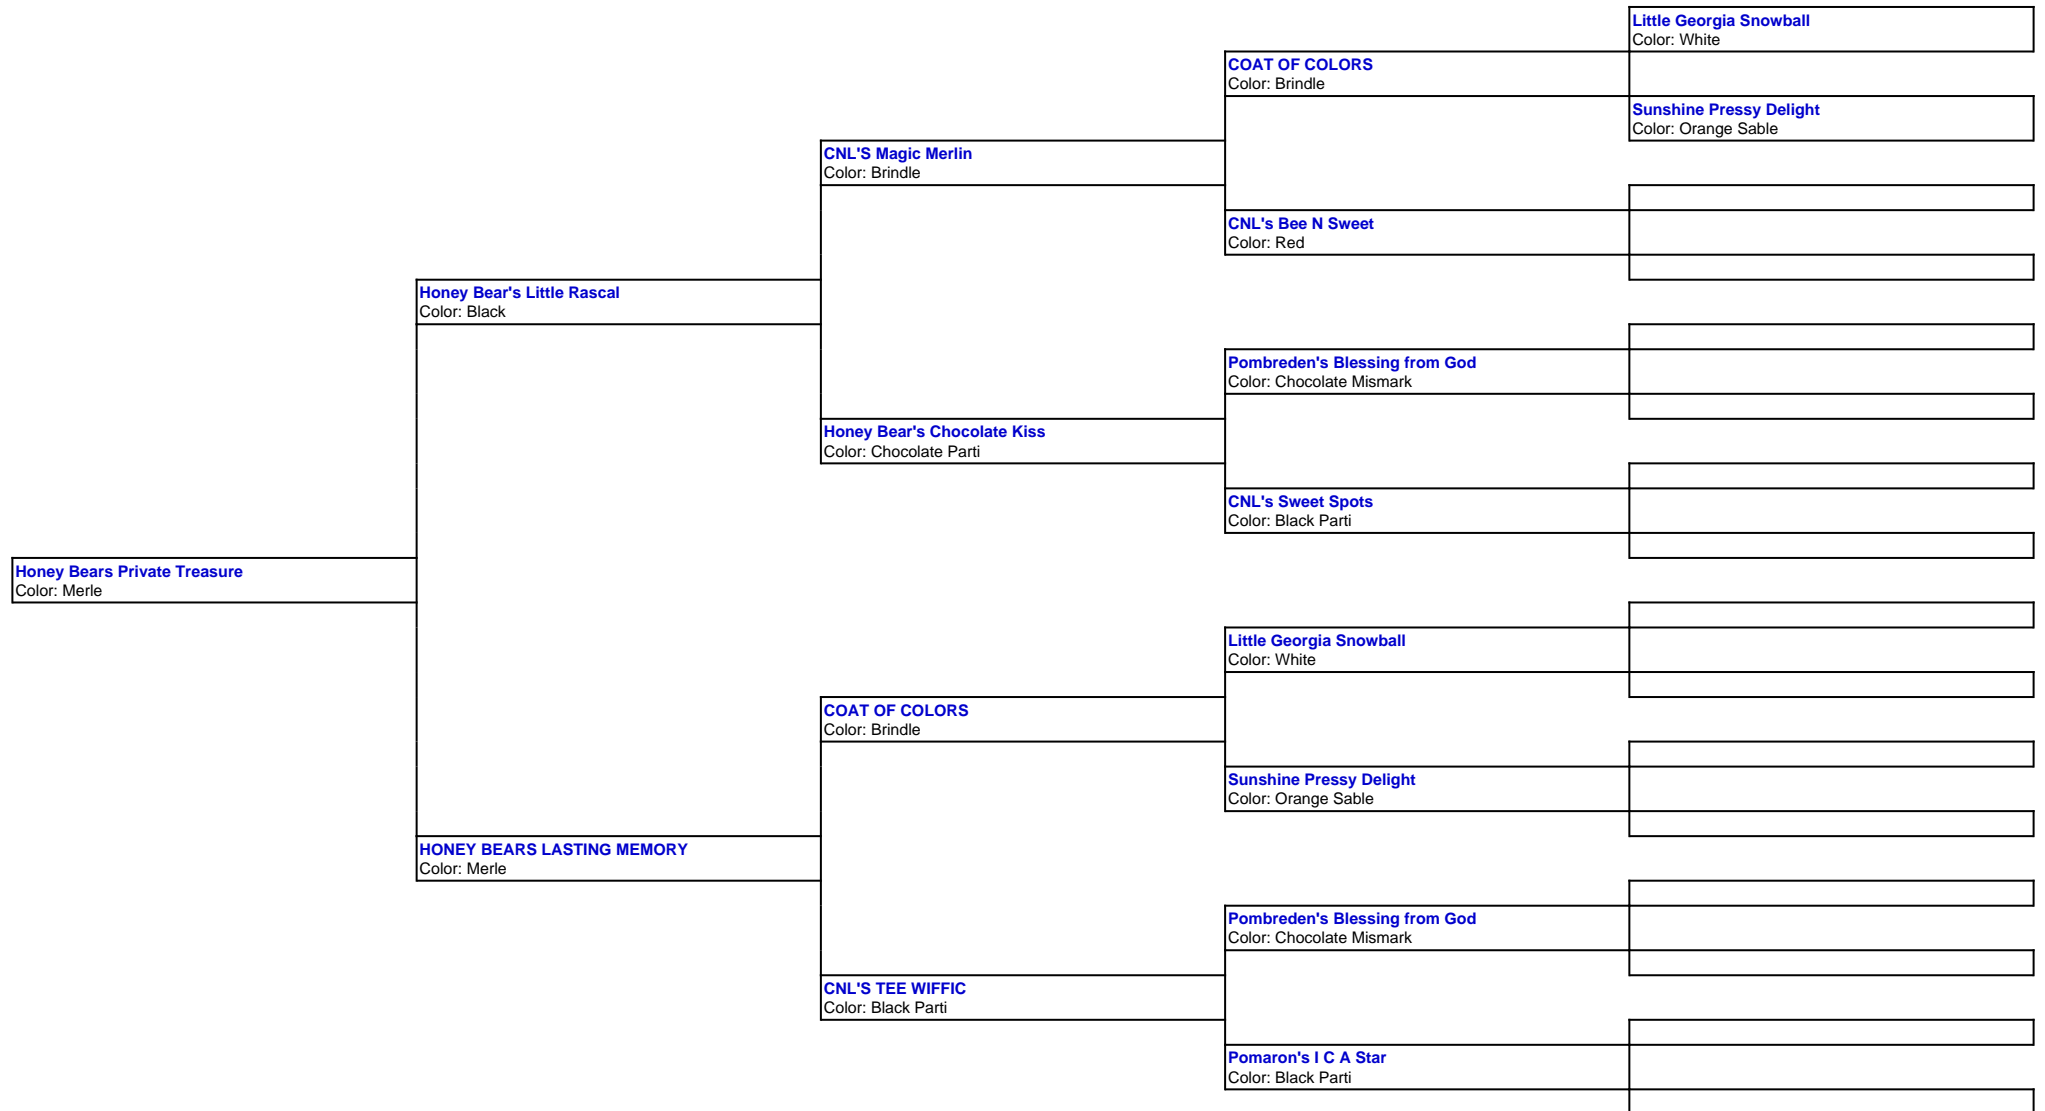 Little Georgia Snowball
Color: White
COAT OF COLORS
Color: Brindle
Sunshine Pressy Delight
Color: Orange Sable
CNL'S Magic Merlin
Color: Brindle
CNL's Bee N Sweet
Color: Red
Honey Bear's Little Rascal
Color: Black
Pombreden's Blessing from God
Color: Chocolate Mismark
Honey Bear's Chocolate Kiss
Color: Chocolate Parti
CNL's Sweet Spots
Color: Black Parti
Honey Bears Private Treasure
Color: Merle
Little Georgia Snowball
Color: White
COAT OF COLORS
Color: Brindle
Sunshine Pressy Delight
Color: Orange Sable
HONEY BEARS LASTING MEMORY
Color: Merle
Pombreden's Blessing from God
Color: Chocolate Mismark
CNL'S TEE WIFFIC
Color: Black Parti
Pomaron's I C A Star
Color: Black Parti